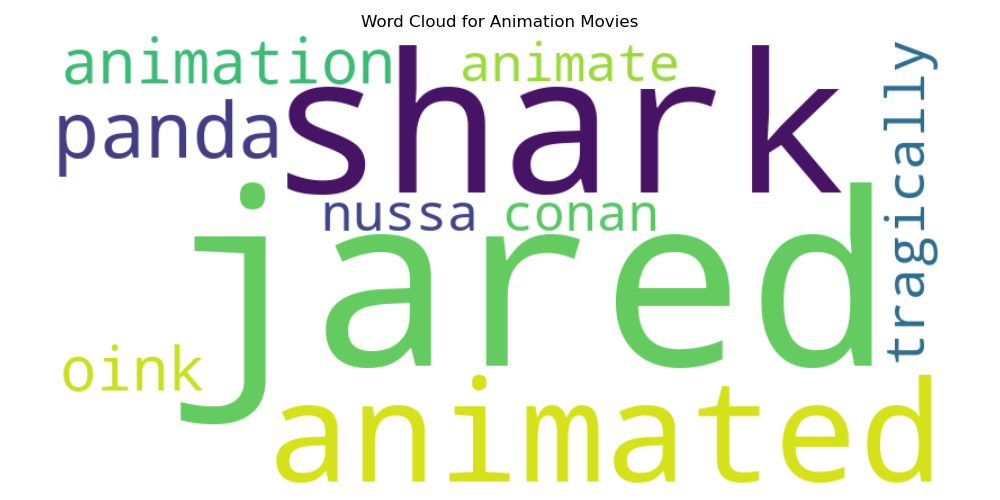 Word Cloud for Animation Movies
animation
animate
shark
tragically
panda
nussa
conan
jared
oink
animated